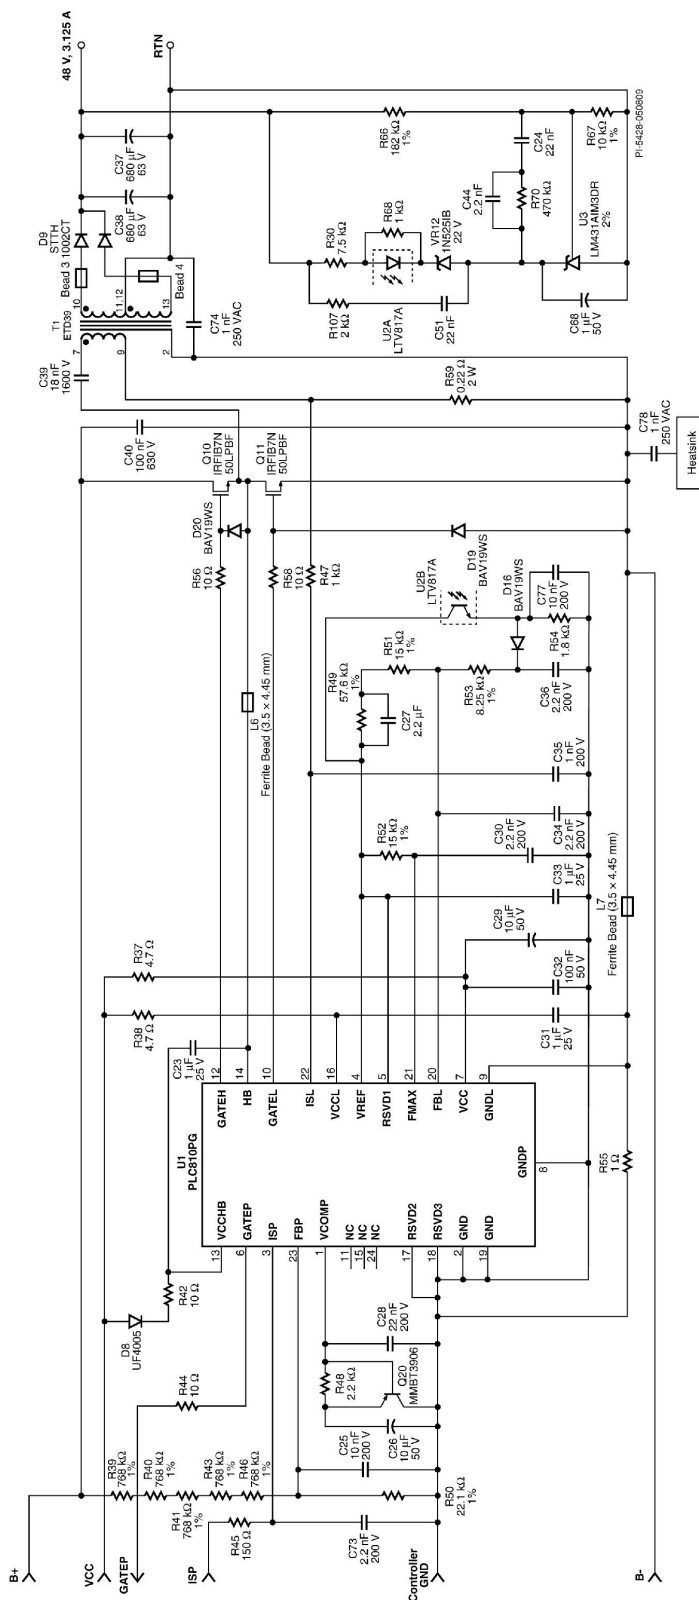 B+
VCC
GATEP
ISP
Controller
GND
B-
R39
768 kΩ
1%
R40
768 kΩ
1%
R41
768 kΩ
1%
R43
768 kΩ
1%
R46
768 kΩ
1%
R45
150 Ω
C73
2.2 nF
200 V
R50
22.1 kΩ
1%
R44
10 Ω
C25
10 nF
200 V
C26
10 µF
50 V
R48
2.2 kΩ
Q20
MMBT3906
C28
22 nF
200 V
D8
UF4005
R42
10 Ω
U1
PLC810PG
13
VCCHB
6
GATEP
3
ISP
23
FBP
1
VCOMP
11
NC
15
NC
24
NC
17
RSVD2
18
RSVD3
2
GND
19
GND
GNDP
8
GATEH
12
HB
14
GATEL
10
ISL
22
VCCL
16
VREF
4
RSVD1
5
FMAX
21
FBL
20
VCC
7
GNDL
9
R55
1 Ω
C23
1 µF
25 V
R38
4.7 Ω
R37
4.7 Ω
C31
1 µF
25 V
C32
100 nF
50 V
C29
10 µF
50 V
C33
1 µF
25 V
C30
2.2 nF
200 V
R52
15 kΩ
1%
C34
2.2 nF
200 V
C35
1 nF
200 V
L7
Ferrite Bead (3.5 × 4.45 mm)
L6
Ferrite Bead (3.5 × 4.45 mm)
C27
2.2 µF
R49
57.6 kΩ
1%
R51
15 kΩ
1%
R53
8.25 kΩ
1%
C36
2.2 nF
200 V
R54
1.8 kΩ
C77
10 nF
200 V
D16
BAV19WS
D19
BAV19WS
U2B
LTV817A
R56
10 Ω
R58
10 Ω
R47
1 kΩ
D20
BAV19WS
Q10
IRFIB7N
50LPBF
Q11
IRFIB7N
50LPBF
C40
100 nF
630 V
C78
1 nF
250 VAC
Heatsink
R59
0.22 Ω
2 W
C39
18 nF
1600 V
T1
ETD39
7
9
2
10
11,12
13
C74
1 nF
250 VAC
Bead 3
Bead 4
D9
STTH
1002CT
C38
680 µF
63 V
C37
680 µF
63 V
48 V, 3.125 A
RTN
R107
2 kΩ
R30
7.5 kΩ
U2A
LTV817A
R68
1 kΩ
C51
22 nF
VR12
1N5251B
22 V
C68
1 µF
50 V
R66
182 kΩ
1%
C44
2.2 nF
R70
470 kΩ
C24
22 nF
U3
LM431AIM3DR
2%
R67
10 kΩ
1%
PI-5428-050809